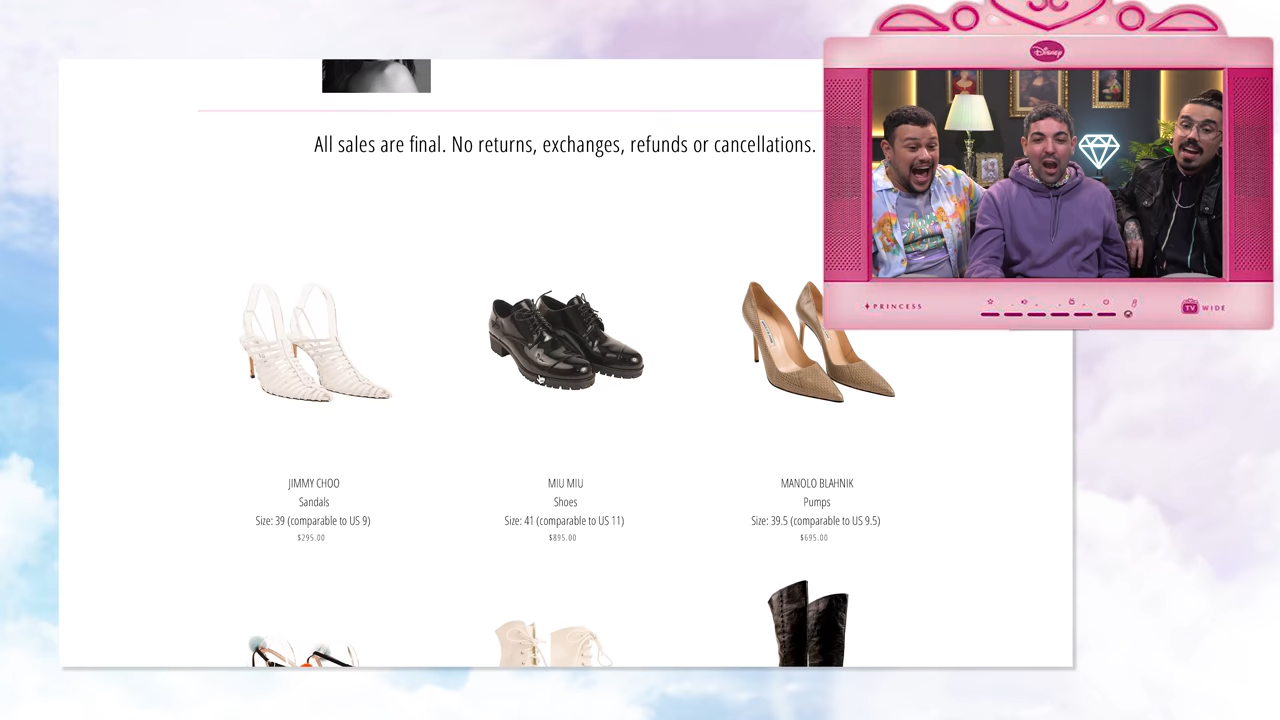 All sales are final. No returns, exchanges, refunds or cancellations.
Disney
PRINCESS
TV WIDE
JIMMY CHOO
Sandals
Size: 39 (comparable to US 9)
$295.00
MIU MIU
Shoes
Size: 41 (comparable to US 11)
$895.00
MANOLO BLAHNIK
Pumps
Size: 39.5 (comparable to US 9.5)
$695.00